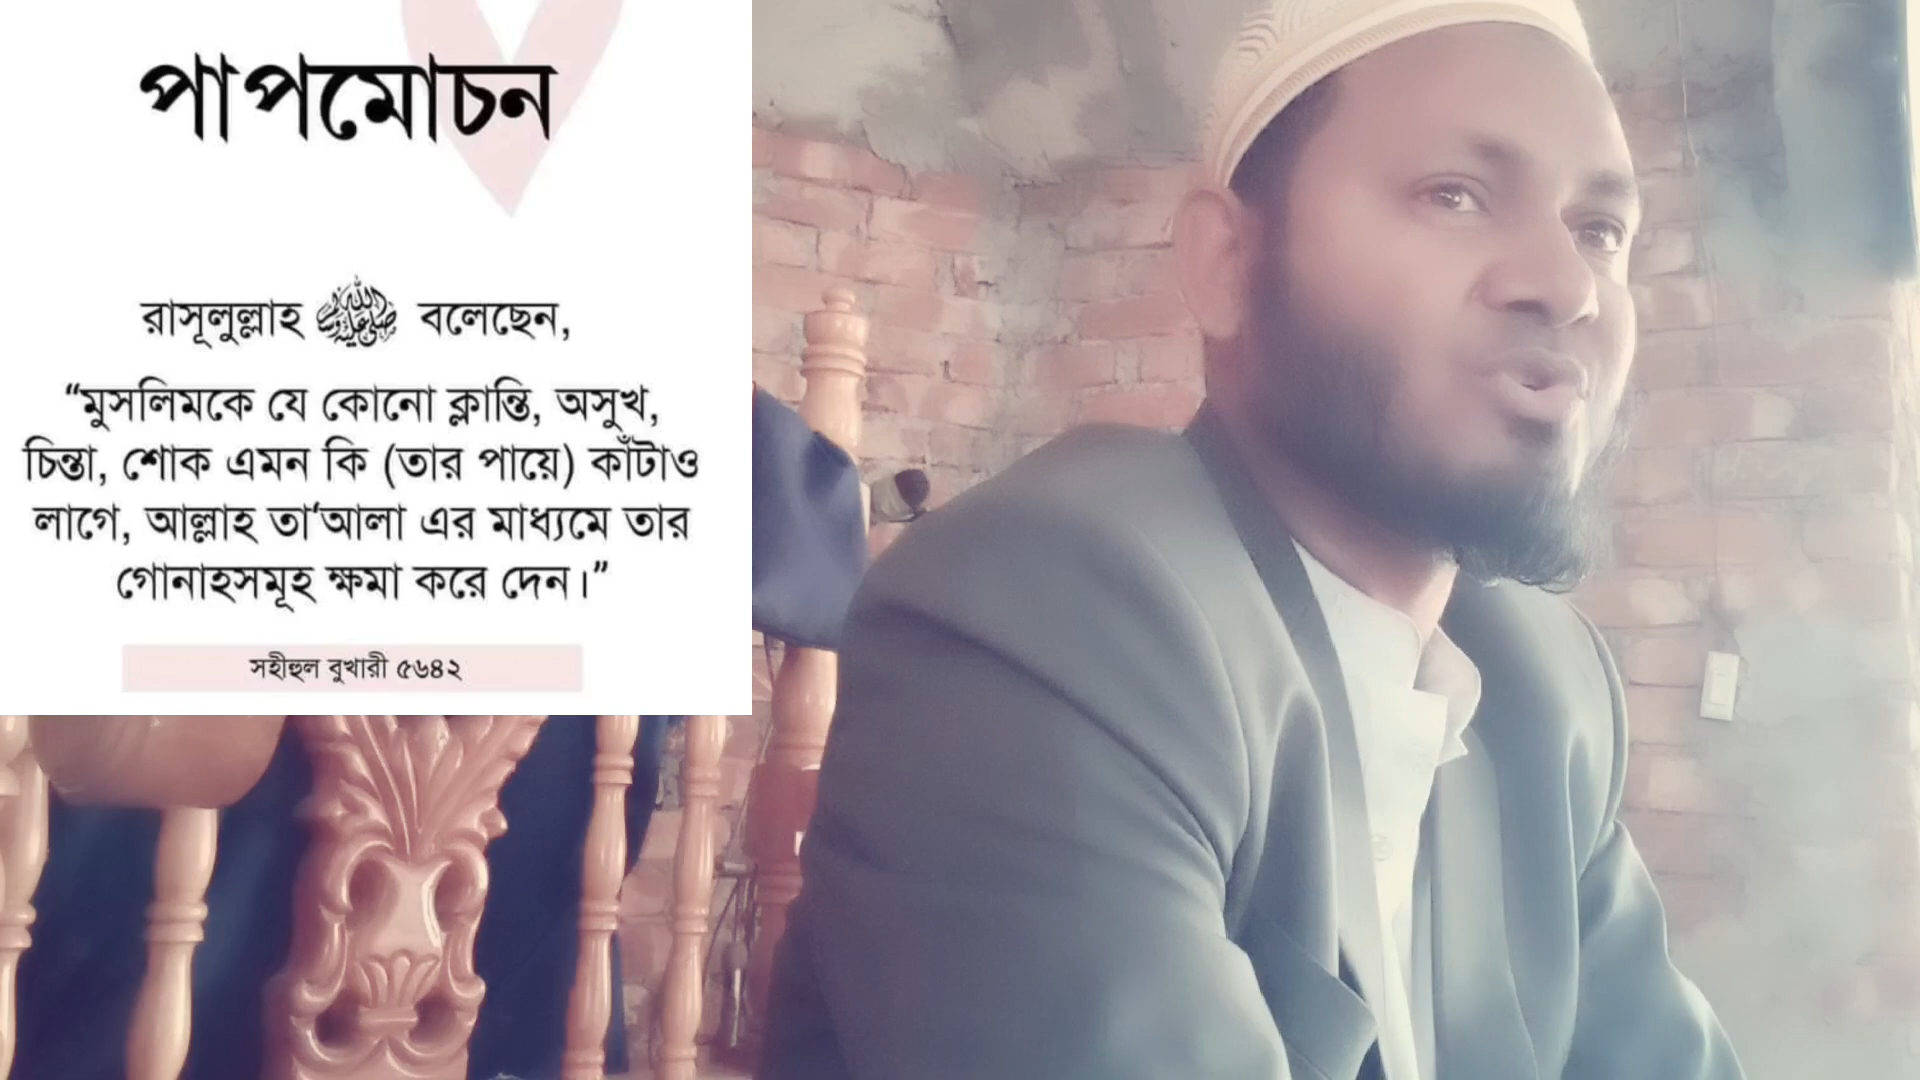 পাপমোচন
রাসূলুল্লাহ ﷺ বলেছেন,
“মুসলিমকে যে কোনো ক্লান্তি, অসুখ,
চিন্তা, শোক এমন কি (তার পায়ে) কাঁটাও
লাগে, আল্লাহ তা‘আলা এর মাধ্যমে তার
গোনাহসমূহ ক্ষমা করে দেন।”
সহীহুল বুখারী ৫৬৪২